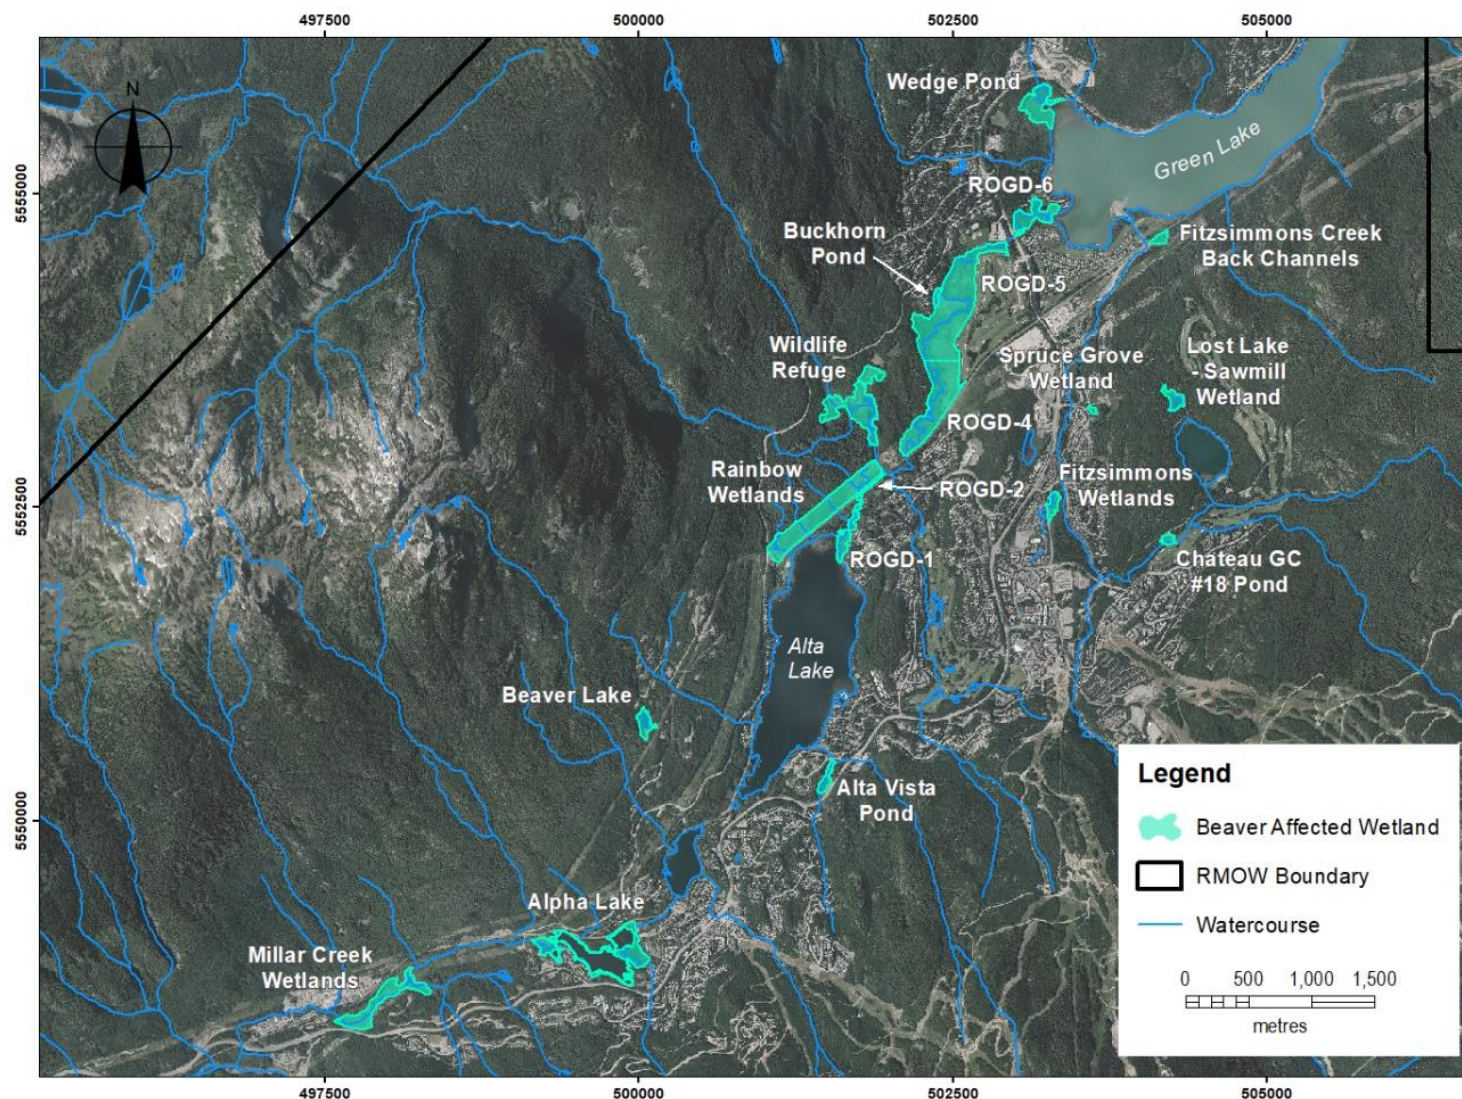 497500
500000
502500
505000
N
Wedge Pond
Green Lake
5555000
5555000
ROGD-6
Buckhorn
Pond
Fitzsimmons Creek
Back Channels
ROGD-5
Wildlife
Refuge
Spruce Grove
Wetland
Lost Lake
- Sawmill
Wetland
ROGD-4
Rainbow
Wetlands
ROGD-2
Fitzsimmons
Wetlands
5552500
5552500
ROGD-1
Chateau GC
#18 Pond
Alta
Lake
Beaver Lake
Alta Vista
Pond
5550000
5550000
Alpha Lake
Millar Creek
Wetlands
Legend
Beaver Affected Wetland
RMOW Boundary
Watercourse
0 500 1,000 1,500
metres
497500
500000
502500
505000